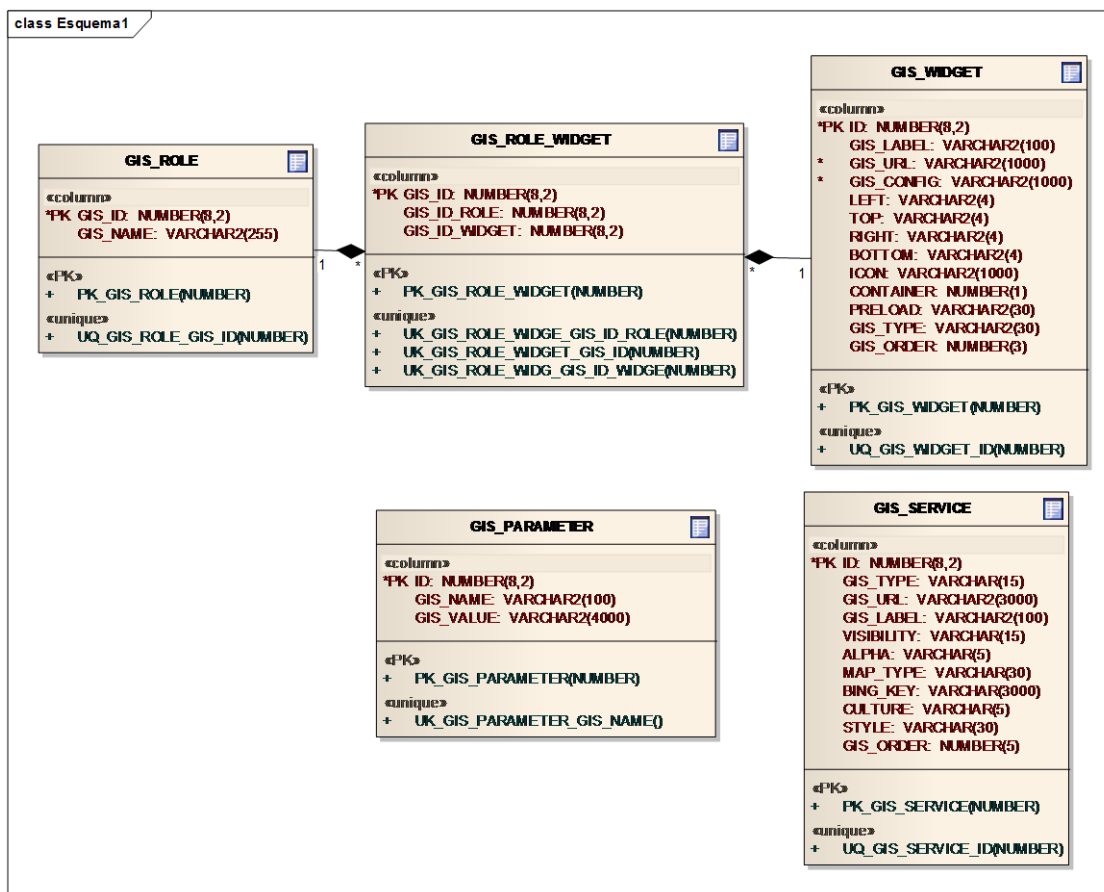 class Esquema1
GIS_ROLE
«column»
*PK GIS_ID: NUMBER(8,2)
GIS_NAME: VARCHAR2(255)
«PK»
+ PK_GIS_ROLE(NUMBER)
«unique»
+ UQ_GIS_ROLE_GIS_ID(NUMBER)
1
*
GIS_ROLE_WIDGET
«column»
*PK GIS_ID: NUMBER(8,2)
GIS_ID_ROLE: NUMBER(8,2)
GIS_ID_WIDGET: NUMBER(8,2)
«PK»
+ PK_GIS_ROLE_WIDGET(NUMBER)
«unique»
+ UK_GIS_ROLE_WIDGE_GIS_ID_ROLE(NUMBER)
+ UK_GIS_ROLE_WIDGET_GIS_ID(NUMBER)
+ UK_GIS_ROLE_WIDG_GIS_ID_WIDGE(NUMBER)
*
1
GIS_WIDGET
«column»
*PK ID: NUMBER(8,2)
GIS_LABEL: VARCHAR2(100)
* GIS_URL: VARCHAR2(1000)
* GIS_CONFIG: VARCHAR2(1000)
LEFT: VARCHAR2(4)
TOP: VARCHAR2(4)
RIGHT: VARCHAR2(4)
BOTTOM: VARCHAR2(4)
ICON: VARCHAR2(1000)
CONTAINER: NUMBER(1)
PRELOAD: VARCHAR2(30)
GIS_TYPE: VARCHAR2(30)
GIS_ORDER: NUMBER(3)
«PK»
+ PK_GIS_WIDGET(NUMBER)
«unique»
+ UQ_GIS_WIDGET_ID(NUMBER)
GIS_PARAMETER
«column»
*PK ID: NUMBER(8,2)
GIS_NAME: VARCHAR2(100)
GIS_VALUE: VARCHAR2(4000)
«PK»
+ PK_GIS_PARAMETER(NUMBER)
«unique»
+ UK_GIS_PARAMETER_GIS_NAME()
GIS_SERVICE
«column»
*PK ID: NUMBER(8,2)
GIS_TYPE: VARCHAR(15)
GIS_URL: VARCHAR2(3000)
GIS_LABEL: VARCHAR2(100)
VISIBILITY: VARCHAR(15)
ALPHA: VARCHAR(5)
MAP_TYPE: VARCHAR(30)
BING_KEY: VARCHAR(3000)
CULTURE: VARCHAR(5)
STYLE: VARCHAR(30)
GIS_ORDER: NUMBER(5)
«PK»
+ PK_GIS_SERVICE(NUMBER)
«unique»
+ UQ_GIS_SERVICE_ID(NUMBER)